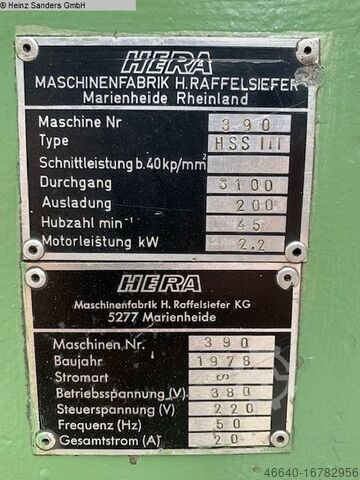 © Heinz Sanders GmbH
HERA
MASCHINENFABRIK H.RAFFELSIEFER
Marienheide Rheinland
Maschine Nr 390
Type HSS III
Schnittleistung b.40kp/mm²
Durchgang 3100
Ausladung 200
Hubzahl min⁻¹ 45
Motorleistung kW 2.2
HERA
Maschinenfabrik H. Raffelsiefer KG
5277 Marienheide
Maschinen Nr. 390
Baujahr 1978
Stromart S
Betriebsspannung (V) 380
Steuerspannung (V) 220
Frequenz (Hz) 50
Gesamtstrom (A) 20
46640-16782956